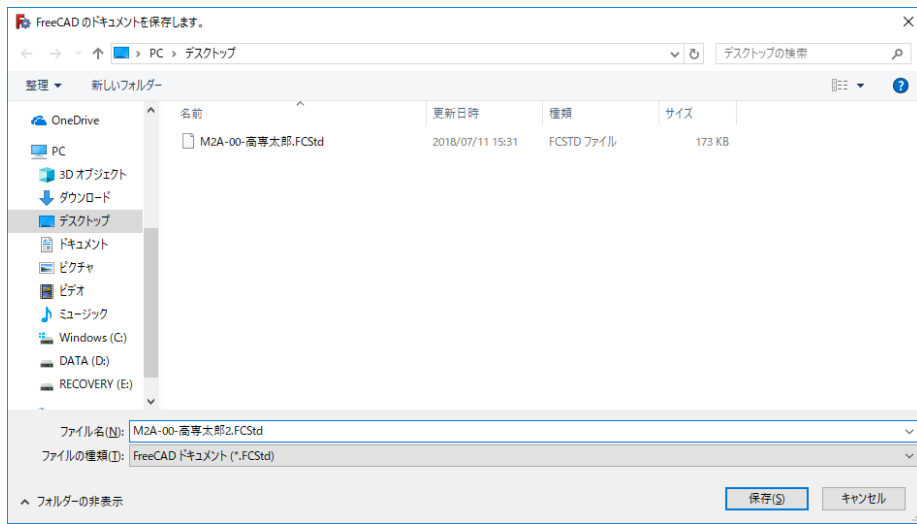 FreeCAD のドキュメントを保存します。
PC › デスクトップ
デスクトップの検索
整理 新しいフォルダー
名前 更新日時 種類 サイズ
M2A-00-高専太郎.FCStd 2018/07/11 15:31 FCSTD ファイル 173 KB
OneDrive
PC
3D オブジェクト
ダウンロード
デスクトップ
ドキュメント
ピクチャ
ビデオ
ミュージック
Windows (C:)
DATA (D:)
RECOVERY (E:)
ファイル名(N): M2A-00-高専太郎2.FCStd
ファイルの種類(T): FreeCAD ドキュメント (*.FCStd)
フォルダーの非表示
保存(S) キャンセル